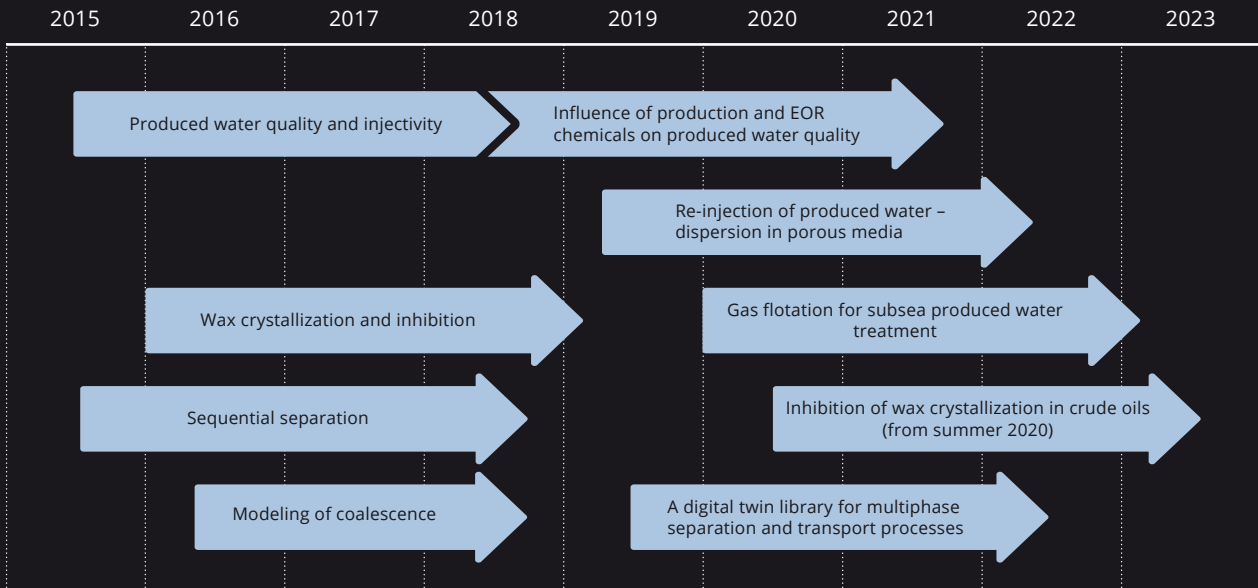 2015 2016 2017 2018 2019 2020 2021 2022 2023
Produced water quality and injectivity
Influence of production and EOR
chemicals on produced water quality
Re-injection of produced water –
dispersion in porous media
Wax crystallization and inhibition
Gas flotation for subsea produced water
treatment
Sequential separation
Inhibition of wax crystallization in crude oils
(from summer 2020)
Modeling of coalescence
A digital twin library for multiphase
separation and transport processes